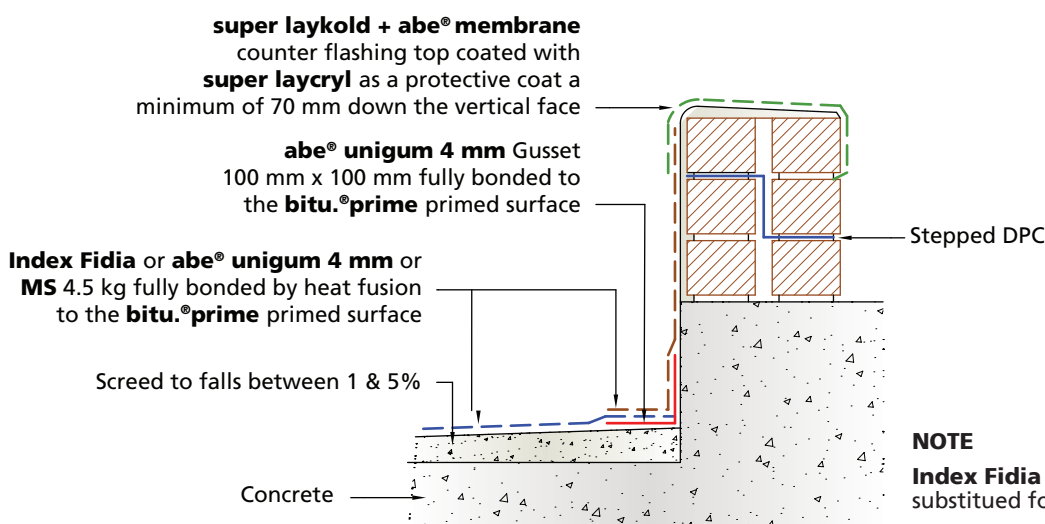 super laykold + abe® membrane
counter flashing top coated with
super laycryl as a protective coat a
minimum of 70 mm down the vertical face
abe® unigum 4 mm Gusset
100 mm x 100 mm fully bonded to
the bitu.®prime primed surface
Stepped DPC
Index Fidia or abe® unigum 4 mm or
MS 4.5 kg fully bonded by heat fusion
to the bitu.®prime primed surface
Screed to falls between 1 & 5%
Concrete
NOTE
Index Fidia
substitued